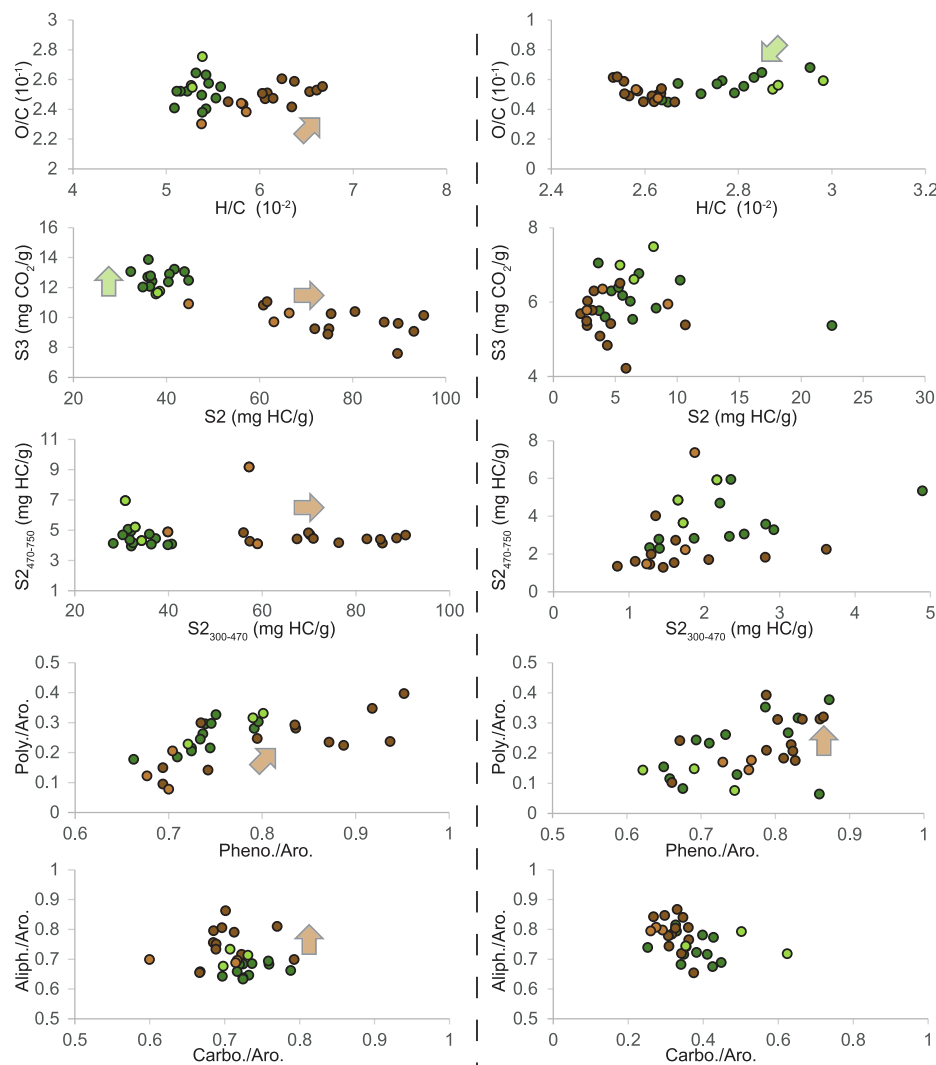 O/C (10⁻¹)
3
2.8
2.6
2.4
2.2
2
4 5 6 7 8
H/C (10⁻²)
O/C (10⁻¹)
1
0.8
0.6
0.4
0.2
0
2.4 2.6 2.8 3 3.2
H/C (10⁻²)
S3 (mg CO₂/g)
16
14
12
10
8
6
20 40 60 80 100
S2 (mg HC/g)
S3 (mg CO₂/g)
8
6
4
0 5 10 15 20 25 30
S2 (mg HC/g)
S2₄₇₀₋₇₅₀ (mg HC/g)
11
9
7
5
3
1
20 40 60 80 100
S2₃₀₀₋₄₇₀ (mg HC/g)
S2₄₇₀₋₇₅₀ (mg HC/g)
8
6
4
2
0
0 1 2 3 4 5
S2₃₀₀₋₄₇₀ (mg HC/g)
Poly./Aro.
0.5
0.4
0.3
0.2
0.1
0
0.6 0.7 0.8 0.9 1
Pheno./Aro.
Poly./Aro.
0.5
0.4
0.3
0.2
0.1
0
0.5 0.6 0.7 0.8 0.9 1
Pheno./Aro.
Aliph./Aro.
1
0.9
0.8
0.7
0.6
0.5
0.5 0.6 0.7 0.8 0.9 1
Carbo./Aro.
Aliph./Aro.
1
0.9
0.8
0.7
0.6
0.5
0 0.2 0.4 0.6 0.8 1
Carbo./Aro.